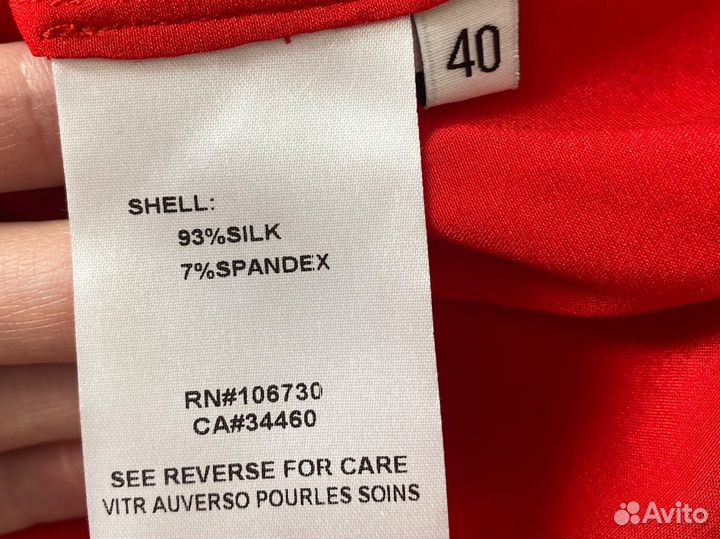 40
SHELL:
93%SILK
7%SPANDEX
RN#106730
CA#34460
SEE REVERSE FOR CARE
VITR AUVERSO POURLES SOINS
Avito